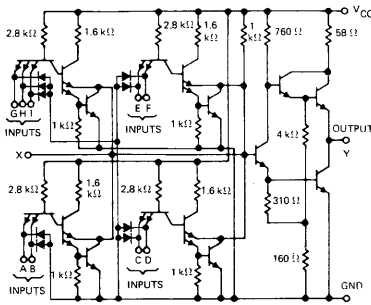 VCC
2.8 kΩ 1.6 kΩ 2.8 kΩ 1.6 kΩ 1 kΩ 760 Ω 58 Ω
G H I E F
INPUTS INPUTS
1 kΩ 1 kΩ 4 kΩ OUTPUT
X Y
2.8 kΩ 1.6 kΩ 2.8 kΩ 1.6 kΩ
310 Ω
A B C D
INPUTS INPUTS
1 kΩ 1 kΩ 160 Ω
GND